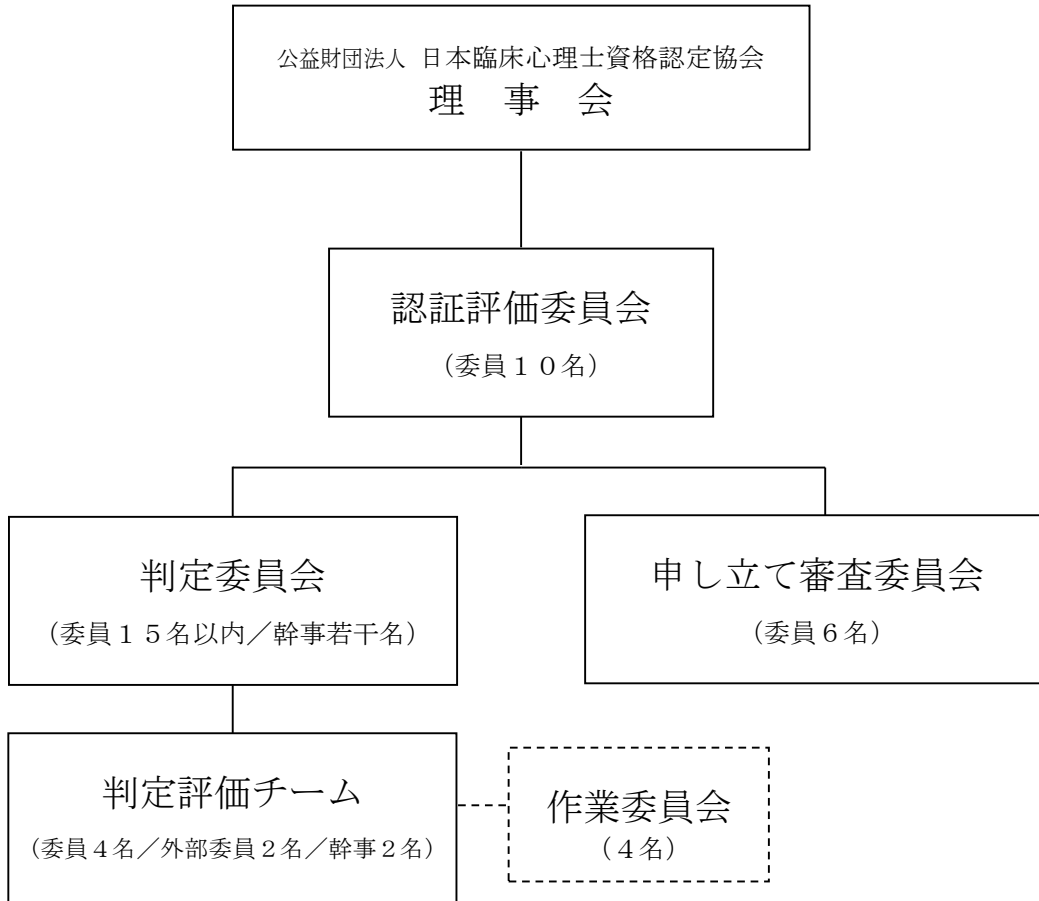 公益財団法人 日本臨床心理士資格認定協会
理 事 会
認証評価委員会
（委員１０名）
判定委員会
（委員１５名以内／幹事若干名）
申し立て審査委員会
（委員６名）
判定評価チーム
（委員４名／外部委員２名／幹事２名）
作業委員会
（４名）